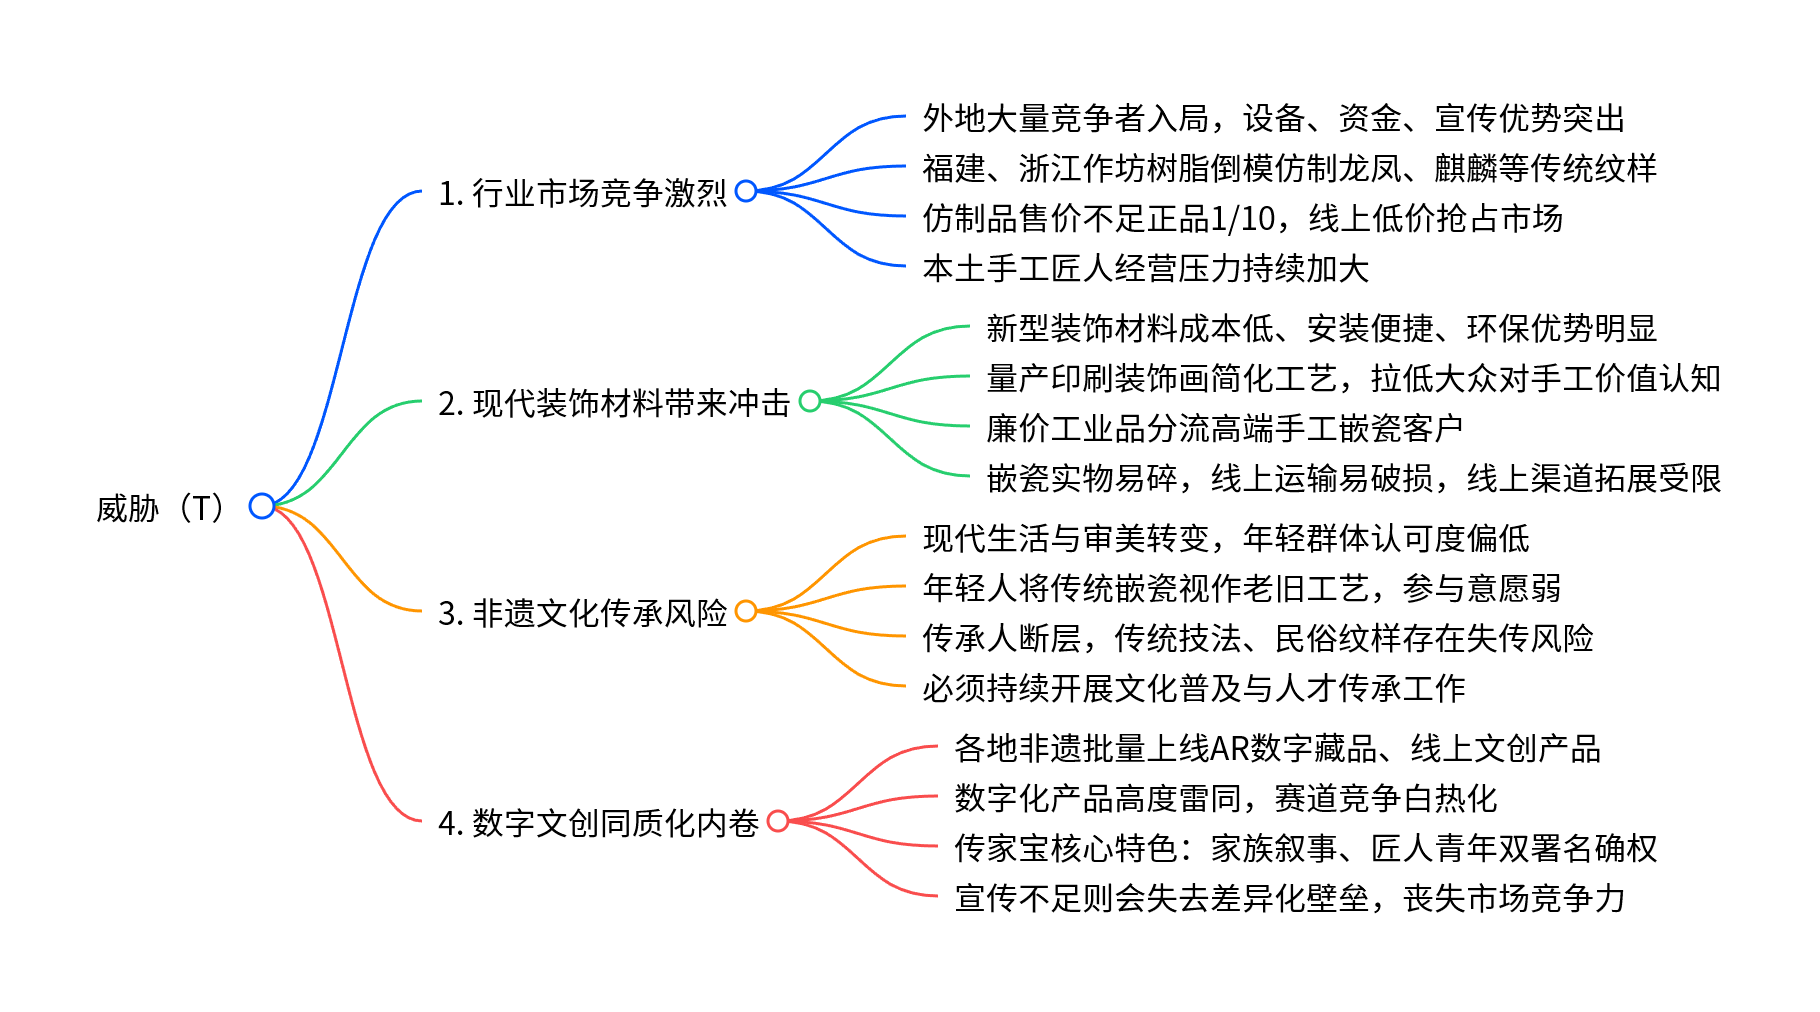 威胁（T）
1. 行业市场竞争激烈
外地大量竞争者入局，设备、资金、宣传优势突出
福建、浙江作坊树脂倒模仿制龙凤、麒麟等传统纹样
仿制品售价不足正品1/10，线上低价抢占市场
本土手工匠人经营压力持续加大
2. 现代装饰材料带来冲击
新型装饰材料成本低、安装便捷、环保优势明显
量产印刷装饰画简化工艺，拉低大众对手工价值认知
廉价工业品分流高端手工嵌瓷客户
嵌瓷实物易碎，线上运输易破损，线上渠道拓展受限
3. 非遗文化传承风险
现代生活与审美转变，年轻群体认可度偏低
年轻人将传统嵌瓷视作老旧工艺，参与意愿弱
传承人断层，传统技法、民俗纹样存在失传风险
必须持续开展文化普及与人才传承工作
4. 数字文创同质化内卷
各地非遗批量上线AR数字藏品、线上文创产品
数字化产品高度雷同，赛道竞争白热化
传家宝核心特色：家族叙事、匠人青年双署名确权
宣传不足则会失去差异化壁垒，丧失市场竞争力